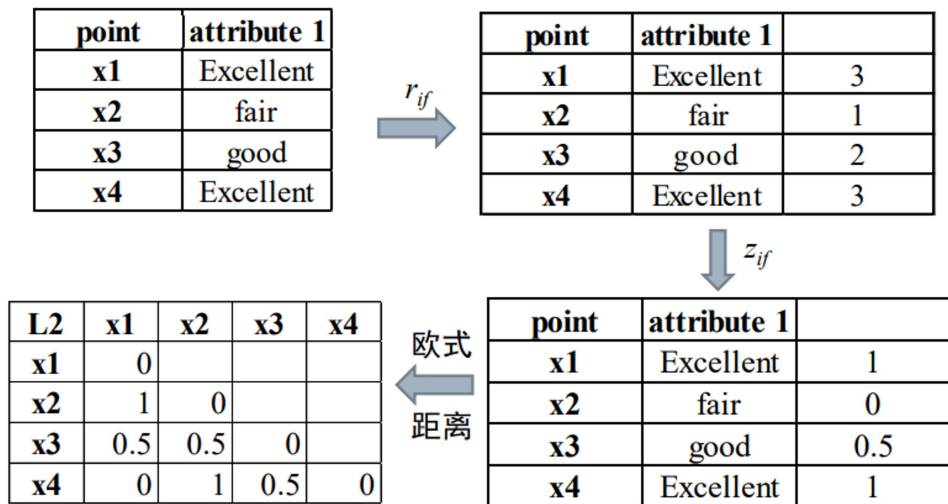 point attribute 1
x1 Excellent
x2 fair
x3 good
x4 Excellent
r_if
point attribute 1
x1 Excellent 3
x2 fair 1
x3 good 2
x4 Excellent 3
z_if
point attribute 1
x1 Excellent 1
x2 fair 0
x3 good 0.5
x4 Excellent 1
欧式
距离
L2 x1 x2 x3 x4
x1 0
x2 1 0
x3 0.5 0.5 0
x4 0 1 0.5 0